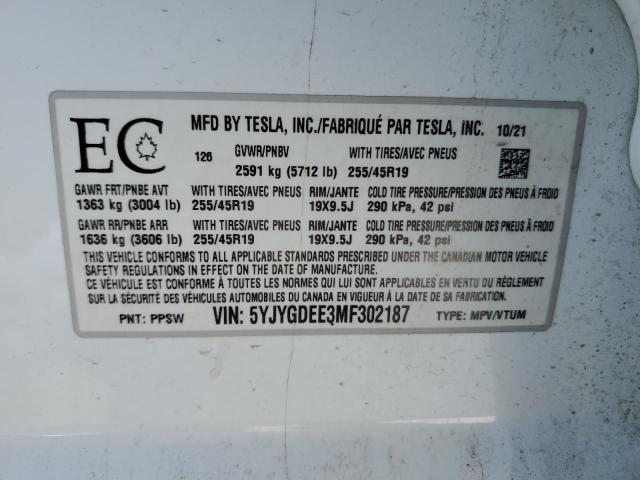 EC MFD BY TESLA, INC./FABRIQUÉ PAR TESLA, INC. 10/21
126 GVWR/PNBV WITH TIRES/AVEC PNEUS
2591 kg (5712 lb) 255/45R19
GAWR FRT/PNBE AVT WITH TIRES/AVEC PNEUS RIM/JANTE COLD TIRE PRESSURE/PRESSION DES PNEUS À FROID
1363 kg (3004 lb) 255/45R19 19X9.5J 290 kPa, 42 psi
GAWR RR/PNBE ARR WITH TIRES/AVEC PNEUS RIM/JANTE COLD TIRE PRESSURE/PRESSION DES PNEUS À FROID
1636 kg (3606 lb) 255/45R19 19X9.5J 290 kPa, 42 psi
THIS VEHICLE CONFORMS TO ALL APPLICABLE STANDARDS PRESCRIBED UNDER THE CANADIAN MOTOR VEHICLE
SAFETY REGULATIONS IN EFFECT ON THE DATE OF MANUFACTURE.
CE VÉHICULE EST CONFORME À TOUTES LES NORMES QUI LUI SONT APPLICABLES EN VERTU DU RÈGLEMENT
SUR LA SÉCURITÉ DES VÉHICULES AUTOMOBILES DU CANADA EN VIGUEUR À LA DATE DE SA FABRICATION.
PNT: PPSW VIN: 5YJYGDEE3MF302187 TYPE: MPV/VTUM